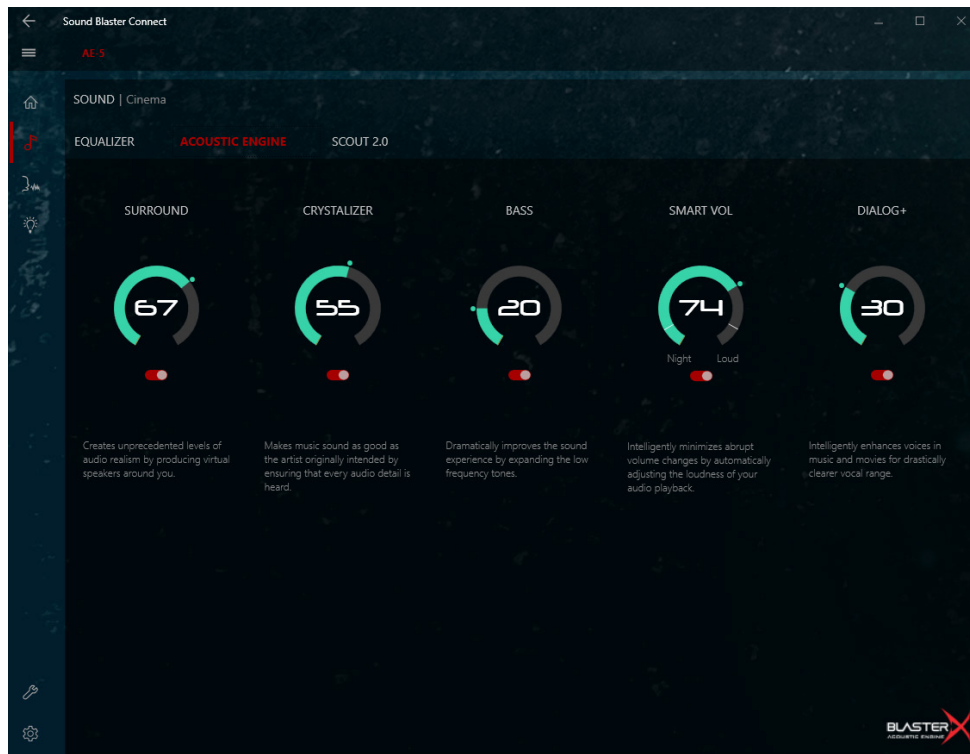 Sound Blaster Connect
AE-5
SOUND | Cinema
EQUALIZER ACOUSTIC ENGINE SCOUT 2.0
SURROUND CRYSTALIZER BASS SMART VOL DIALOG+
67 55 20 74 30
Night Loud
Creates unprecedented levels of
audio realism by producing virtual
speakers around you.
Makes music sound as good as
the artist originally intended by
ensuring that every audio detail is
heard.
Dramatically improves the sound
experience by expanding the low
frequency tones.
Intelligently minimizes abrupt
volume changes by automatically
adjusting the loudness of your
audio playback.
Intelligently enhances voices in
music and movies for drastically
clearer vocal range.
BLASTERX
ACOUSTIC ENGINE